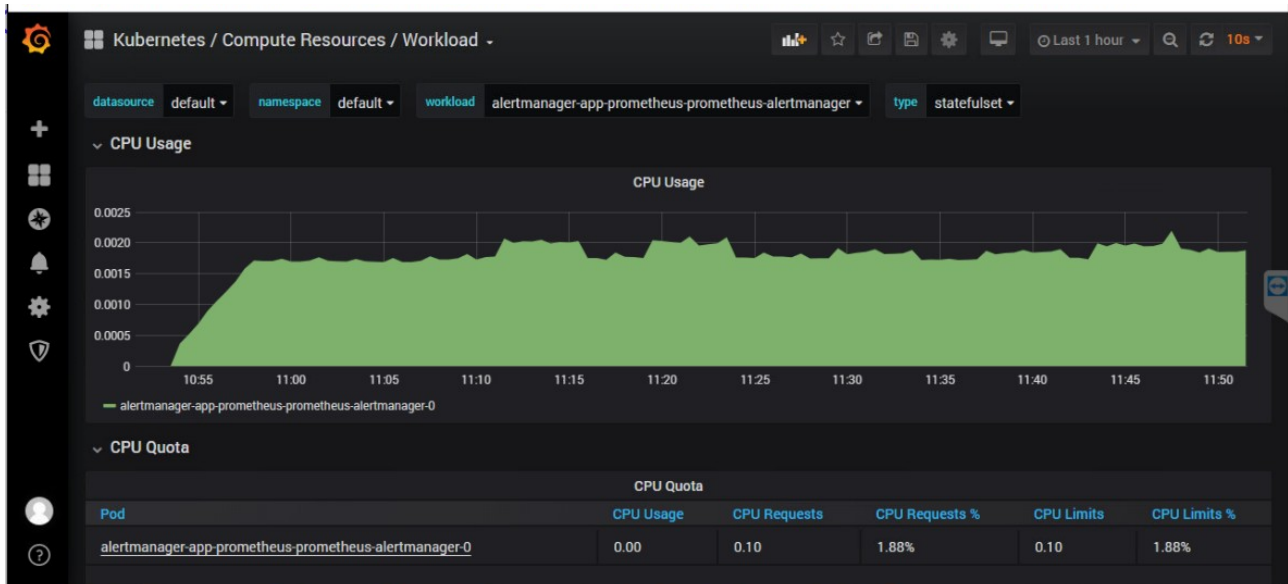 Kubernetes / Compute Resources / Workload
Last 1 hour
10s
datasource default namespace default workload alertmanager-app-prometheus-prometheus-alertmanager type statefulset
CPU Usage
CPU Usage
0.0025
0.0020
0.0015
0.0010
0.0005
0
10:55 11:00 11:05 11:10 11:15 11:20 11:25 11:30 11:35 11:40 11:45 11:50
alertmanager-app-prometheus-prometheus-alertmanager-0
CPU Quota
CPU Quota
Pod CPU Usage CPU Requests CPU Requests % CPU Limits CPU Limits %
alertmanager-app-prometheus-prometheus-alertmanager-0 0.00 0.10 1.88% 0.10 1.88%